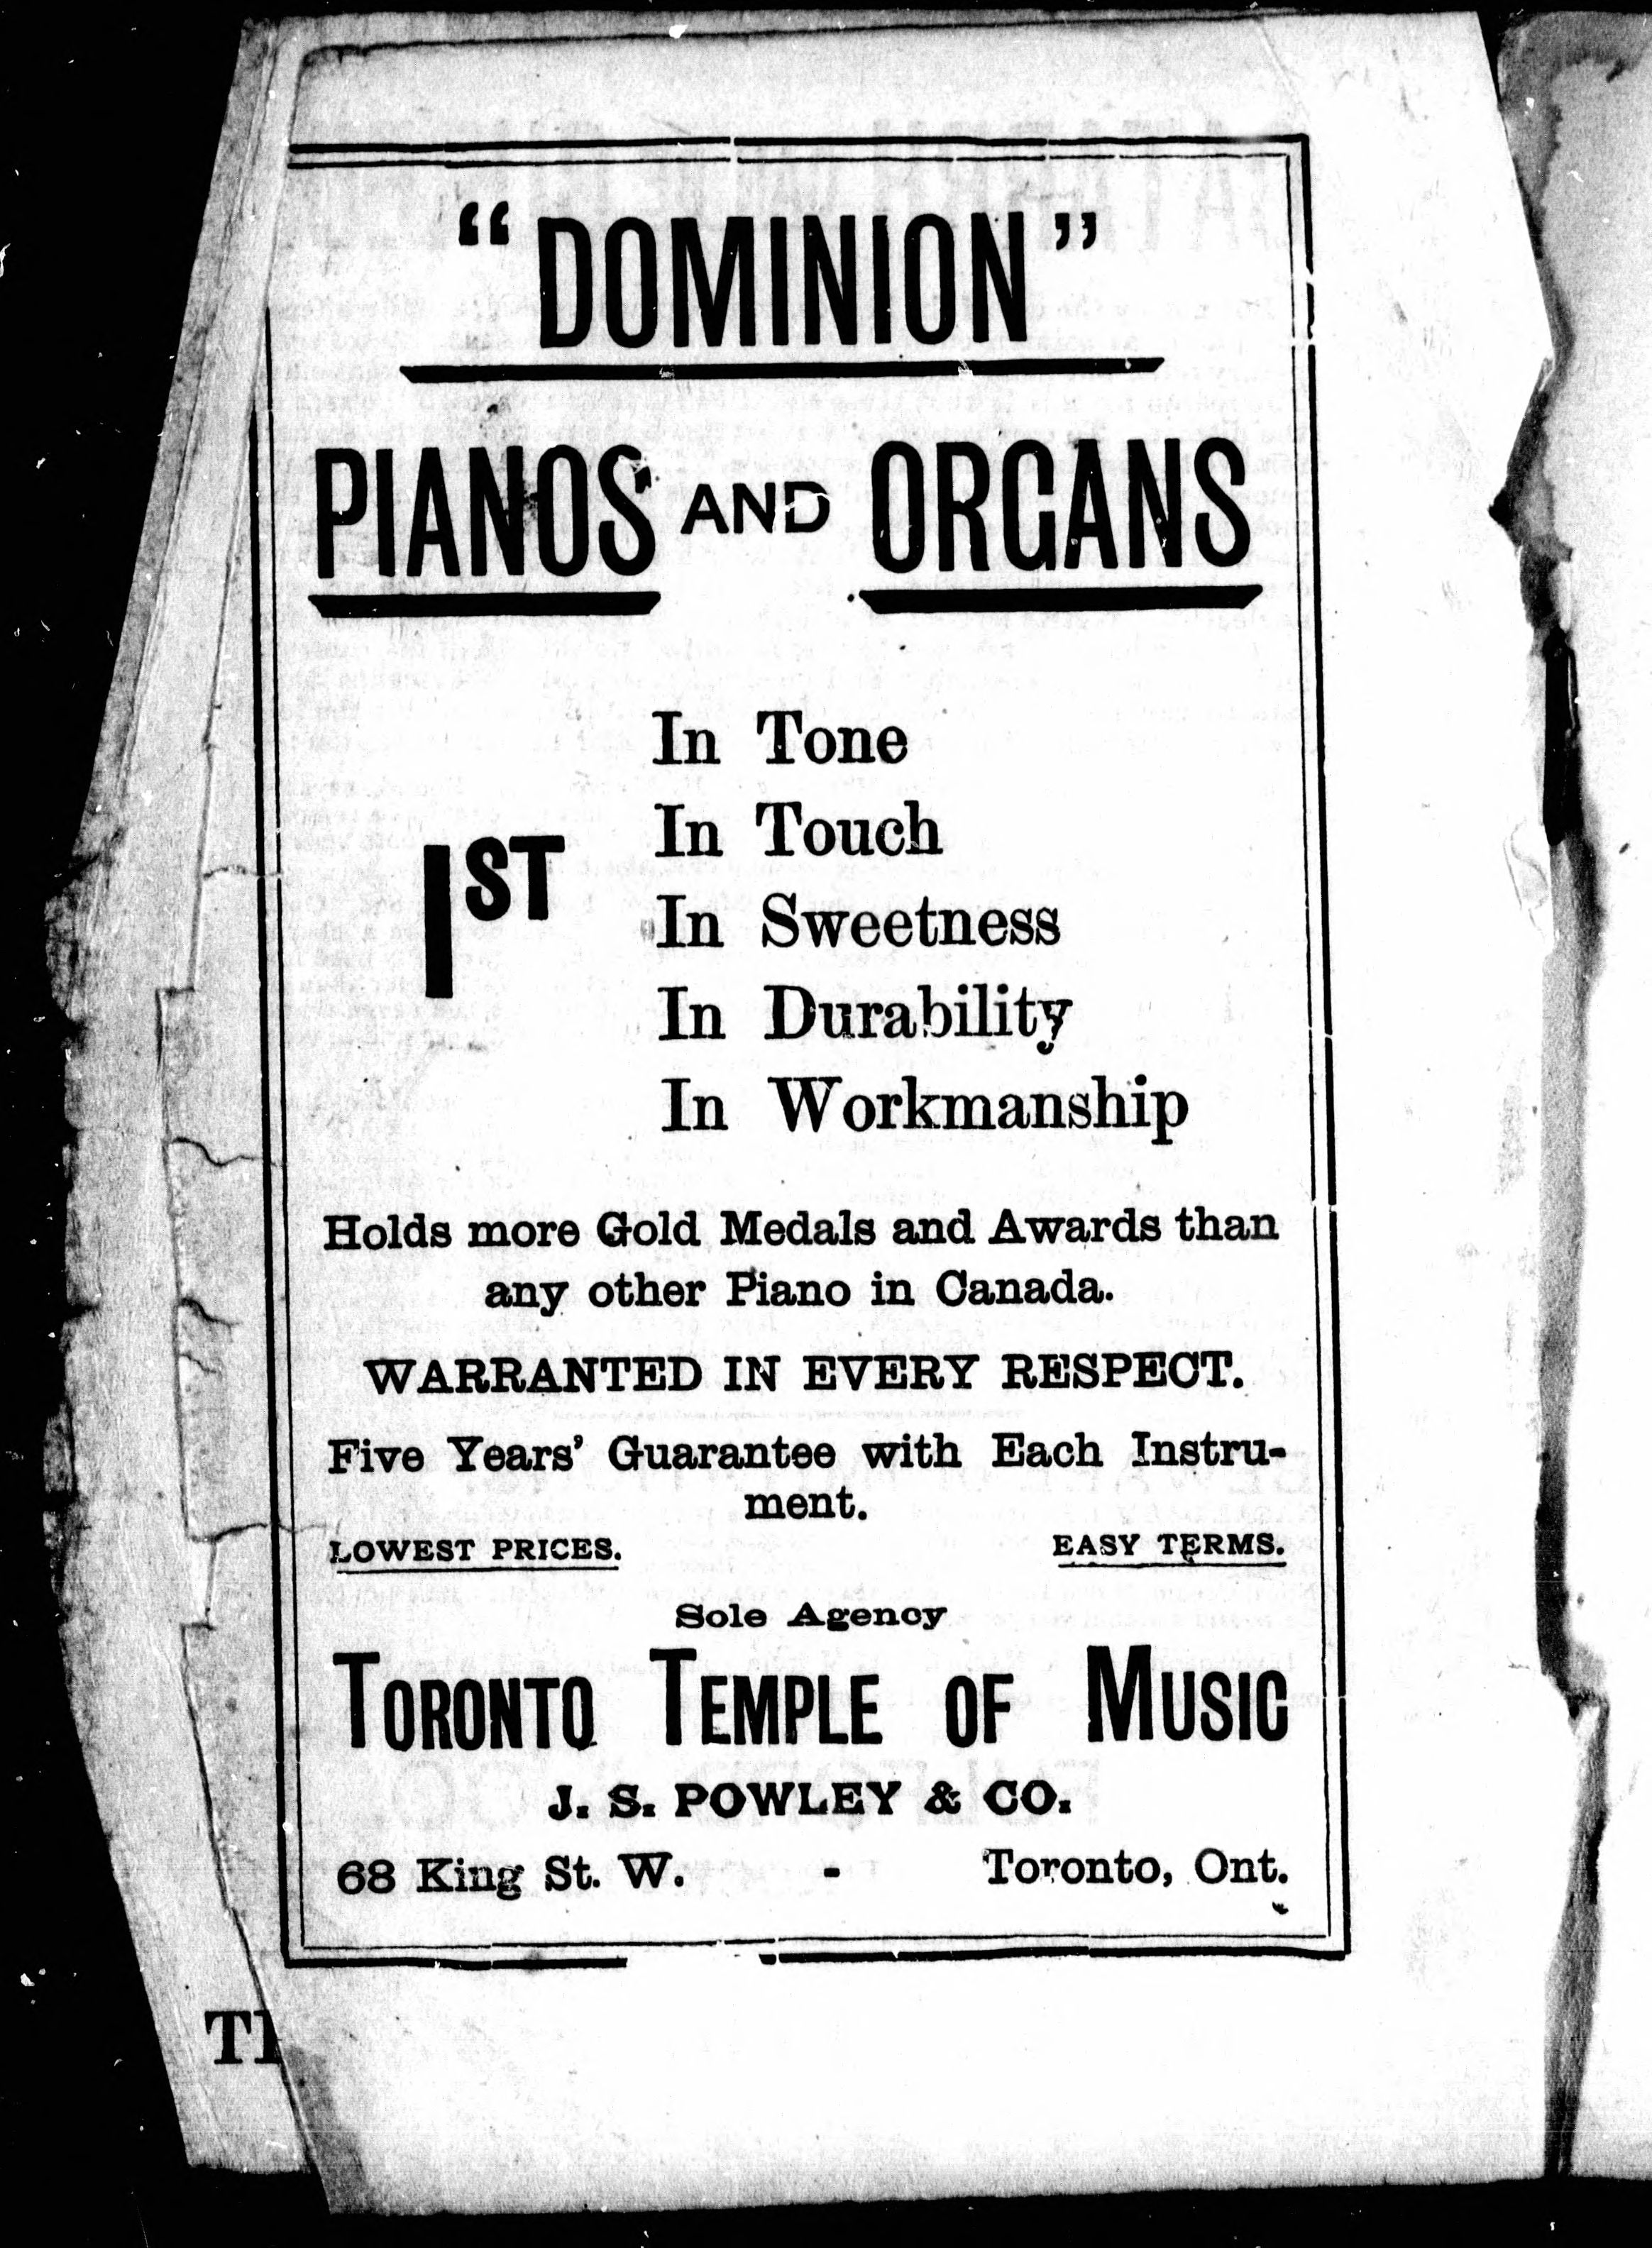 “DOMINION”
PIANOS AND ORGANS
1ST
In Tone
In Touch
In Sweetness
In Durability
In Workmanship
Holds more Gold Medals and Awards than
any other Piano in Canada.
WARRANTED IN EVERY RESPECT.
Five Years’ Guarantee with Each Instru-
ment.
LOWEST PRICES. EASY TERMS.
Sole Agency
TORONTO TEMPLE OF MUSIC
J. S. POWLEY & CO.
68 King St. W. - Toronto, Ont.